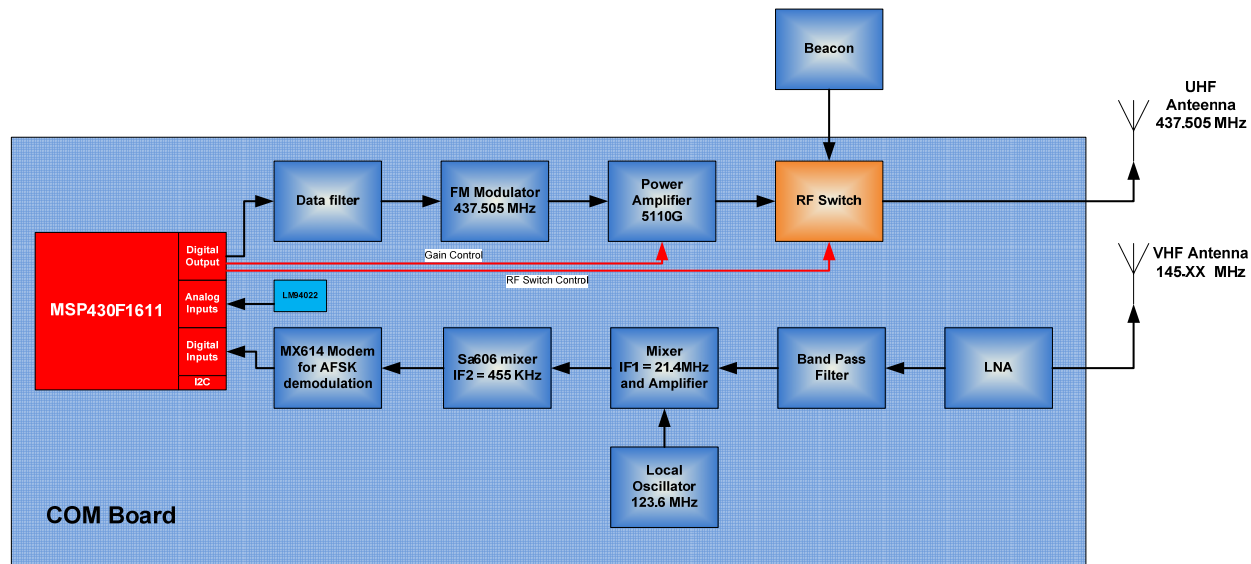 Beacon
UHF
Anteenna
437.505 MHz
Data filter
FM Modulator
437.505 MHz
Power
Amplifier
5110G
RF Switch
Digital
Output
Gain Control
RF Switch Control
VHF Antenna
145.XX MHz
MSP430F1611
Analog
Inputs
LM94022
Digital
Inputs
I2C
MX614 Modem
for AFSK
demodulation
Sa606 mixer
IF2 = 455 KHz
Mixer
IF1 = 21.4MHz
and Amplifier
Band Pass
Filter
LNA
Local
Oscillator
123.6 MHz
COM Board